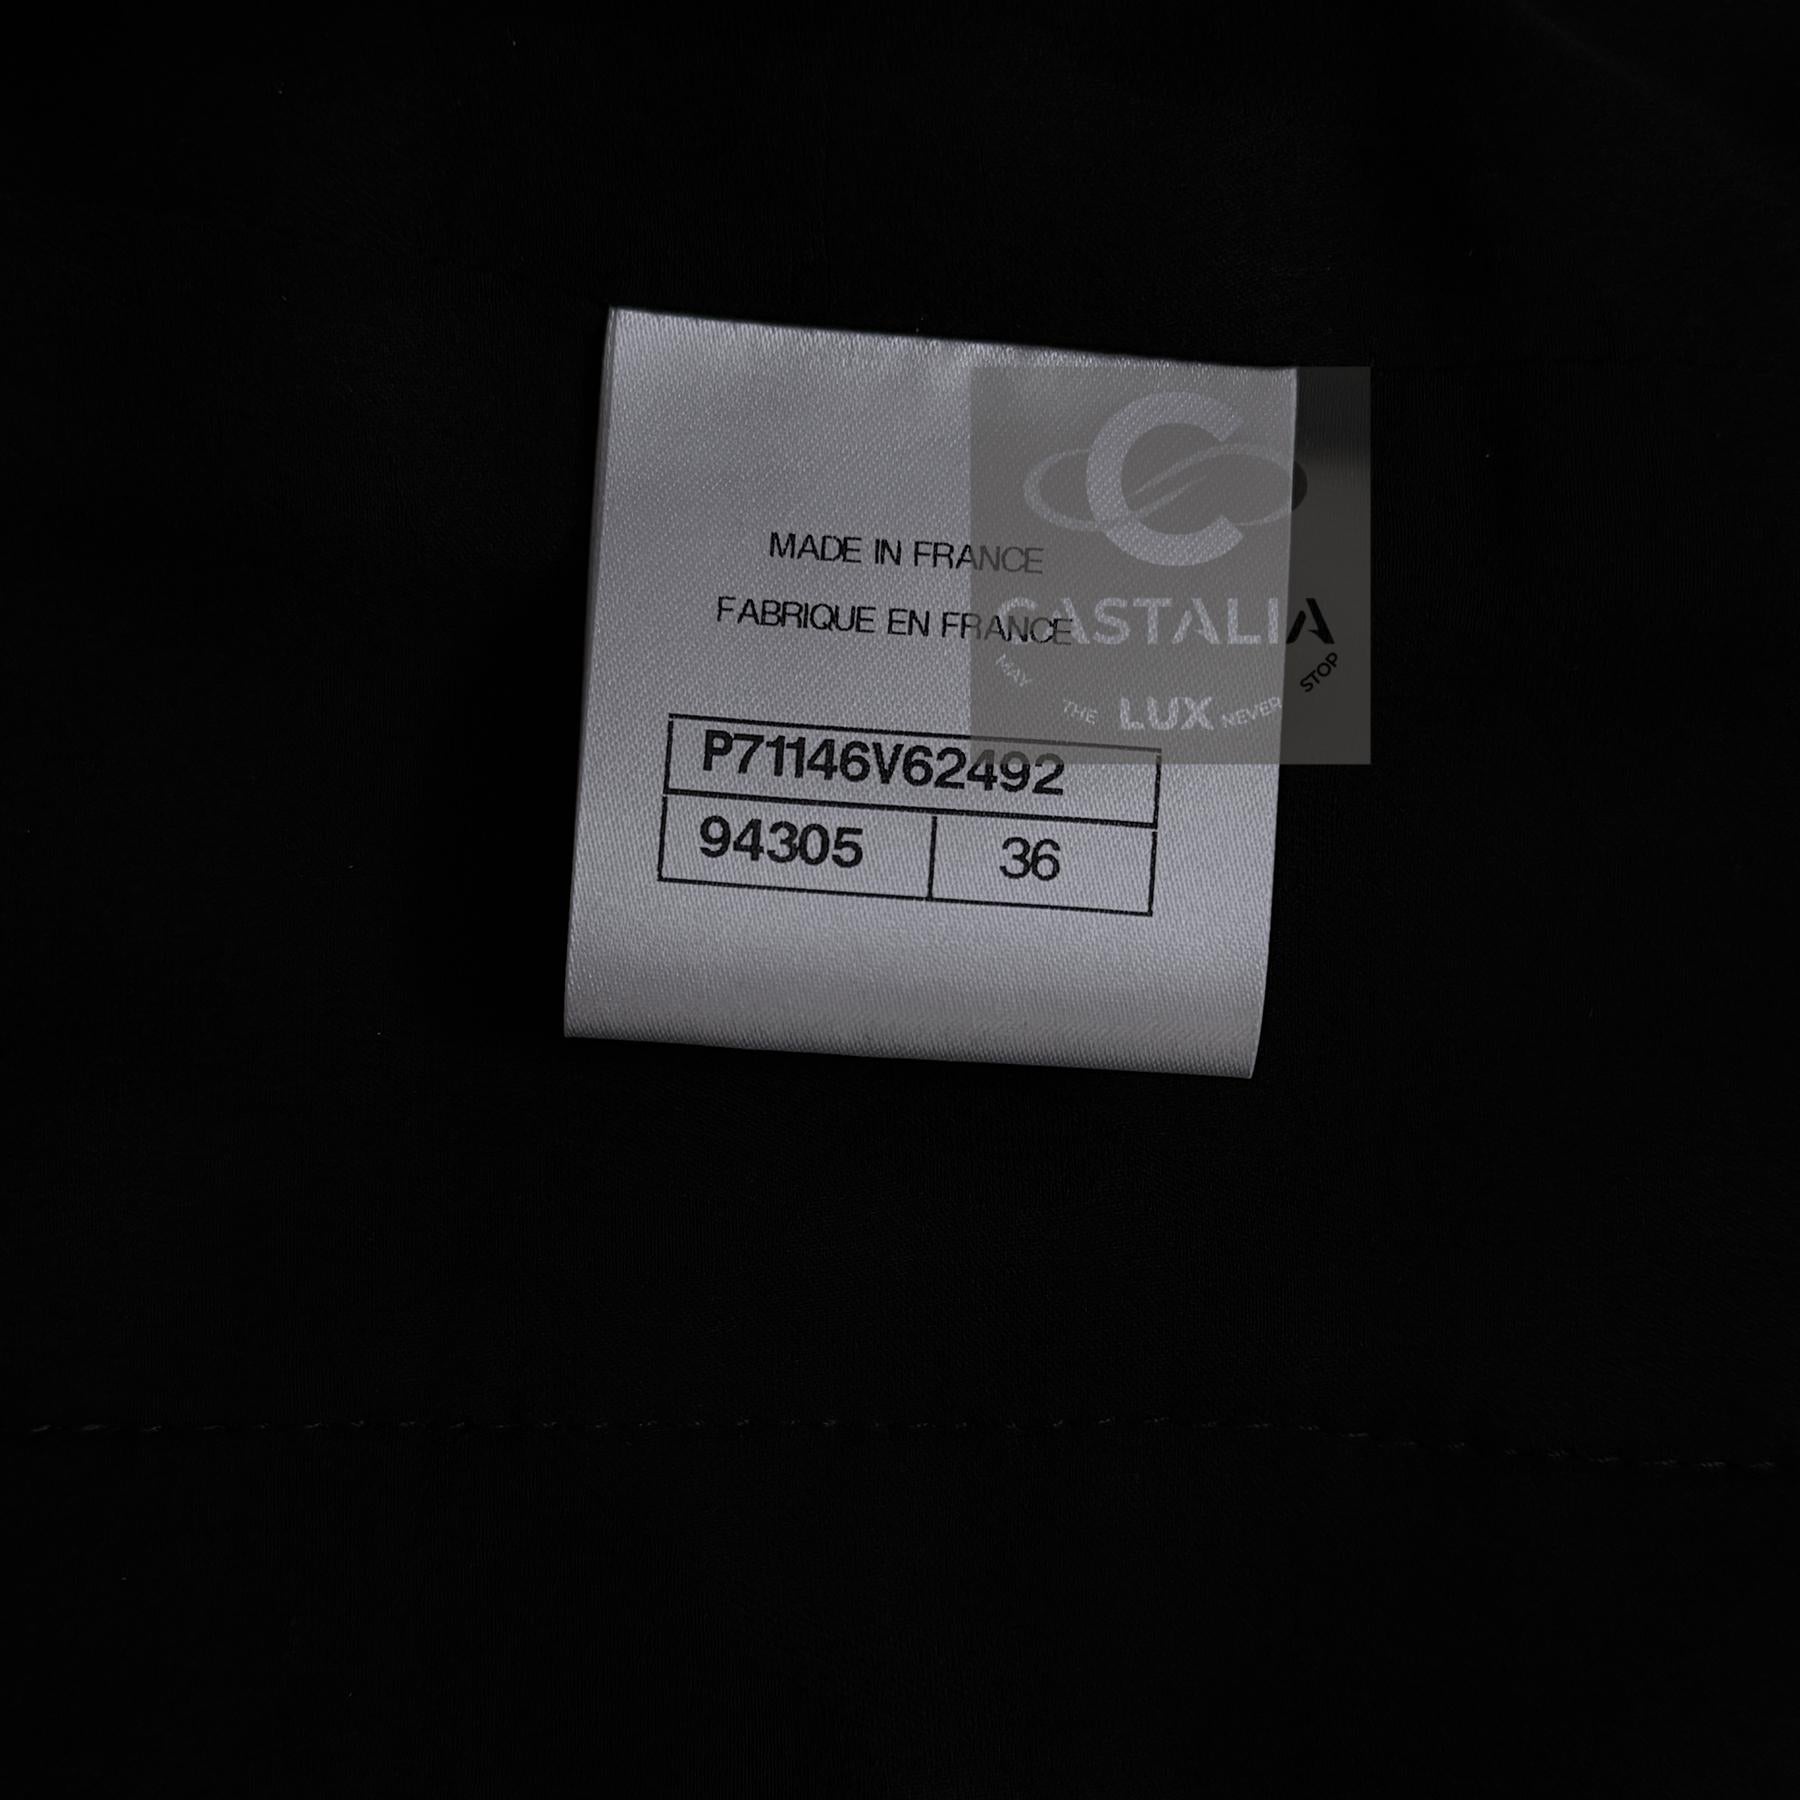 MADE IN FRANCE
FABRIQUE EN FRANCE
P71146V62492
94305 36
C
CASTALIA
MAY THE LUX NEVER STOP